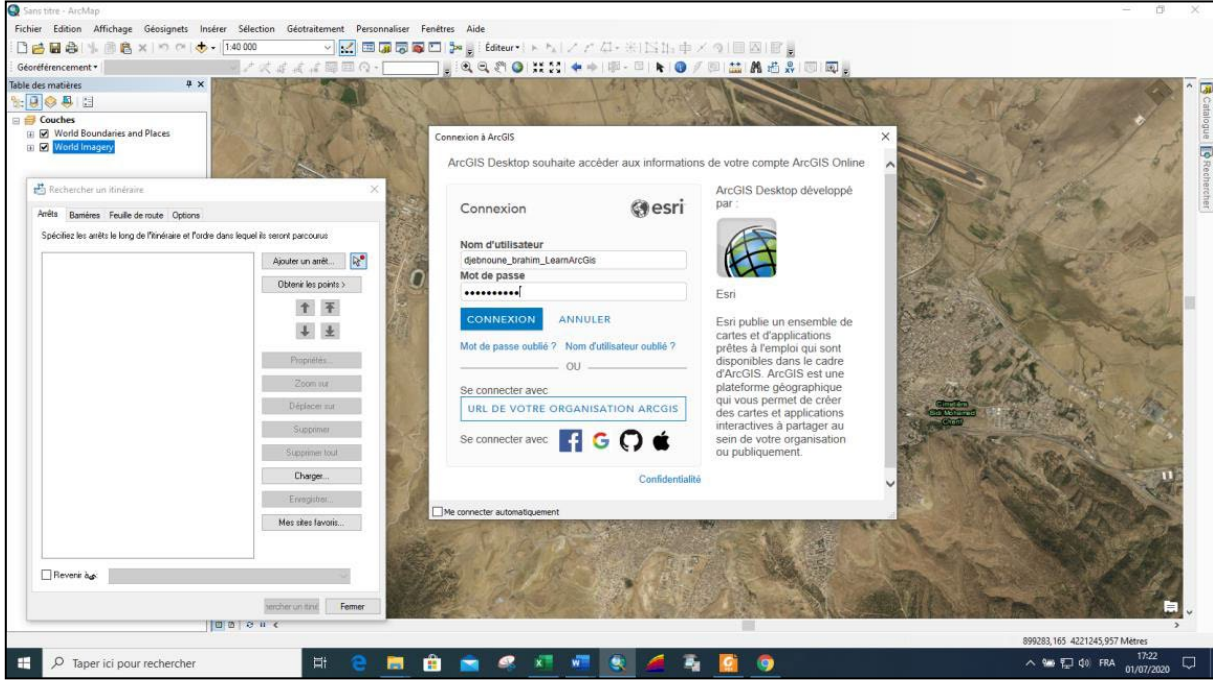 Sans titre - ArcMap
Fichier Edition Affichage Géosignets Insérer Sélection Géotraitement Personnaliser Fenêtres Aide
1:40 000
Éditeur
Géoréférencement
Table des matières
Couches
World Boundaries and Places
World Imagery
Catalogue
Rechercher
Rechercher un itinéraire
Arrêts Barrières Feuille de route Options
Spécifiez les arrêts le long de l'itinéraire et l'ordre dans lequel ils seront parcourus
Ajouter un arrêt...
Obtenir les points >
Propriétés...
Zoom sur
Déplacer sur
Supprimer
Supprimer tout
Charger...
Enregistrer...
Mes sites favoris...
Revenir à
Fermer
Connexion à ArcGIS
ArcGIS Desktop souhaite accéder aux informations de votre compte ArcGIS Online
Connexion
esri
Nom d'utilisateur
djebnoune_brahim_LearnArcGis
Mot de passe
••••••••••
CONNEXION ANNULER
Mot de passe oublié ? Nom d'utilisateur oublié ?
OU
Se connecter avec
URL DE VOTRE ORGANISATION ARCGIS
Se connecter avec
Confidentialité
ArcGIS Desktop développé
par :
Esri
Esri publie un ensemble de
cartes et d'applications
prêtes à l'emploi qui sont
disponibles dans le cadre
d'ArcGIS. ArcGIS est une
plateforme géographique
qui vous permet de créer
des cartes et applications
interactives à partager au
sein de votre organisation
ou publiquement.
Me connecter automatiquement
Cimetière
Sidi Mohamed
899283,165 4221245,957 Mètres
Taper ici pour rechercher
FRA
17:22
01/07/2020